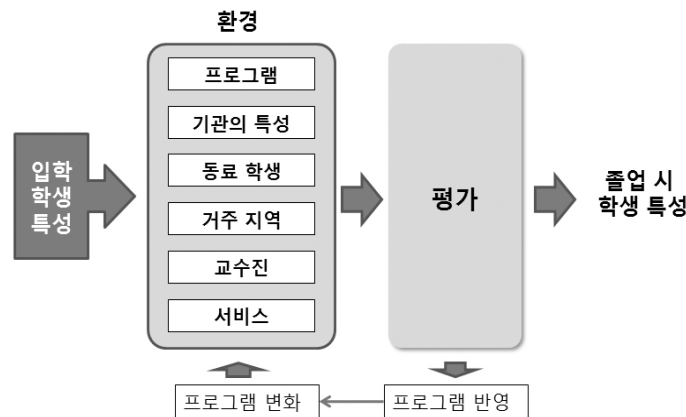 환경
입학
학생
특성
프로그램
기관의 특성
동료 학생
거주 지역
교수진
서비스
평가
졸업 시
학생 특성
프로그램 변화
프로그램 반영